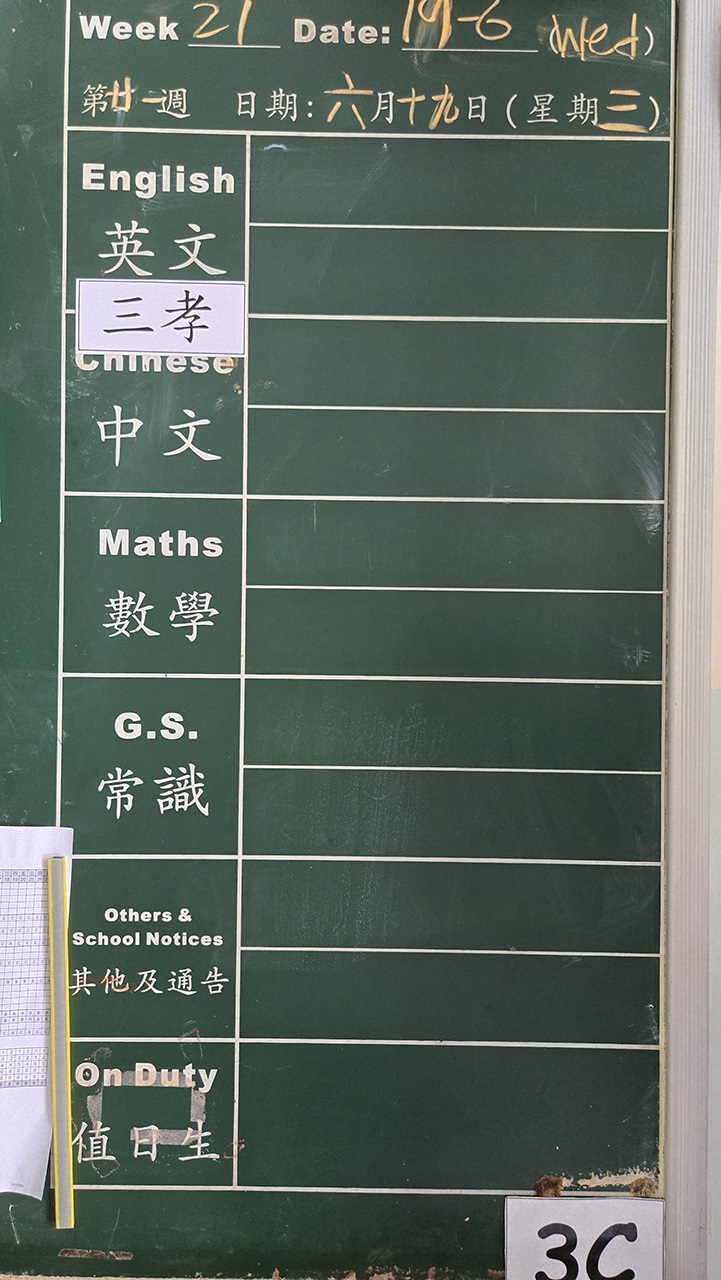 Week 21 Date: 19-6 (Wed)
第廿一週 日期:六月十九日(星期三)
English
英文
三孝
Chinese
中文
Maths
數學
G.S.
常識
Others &
School Notices
其他及通告
On Duty
值日生
3C